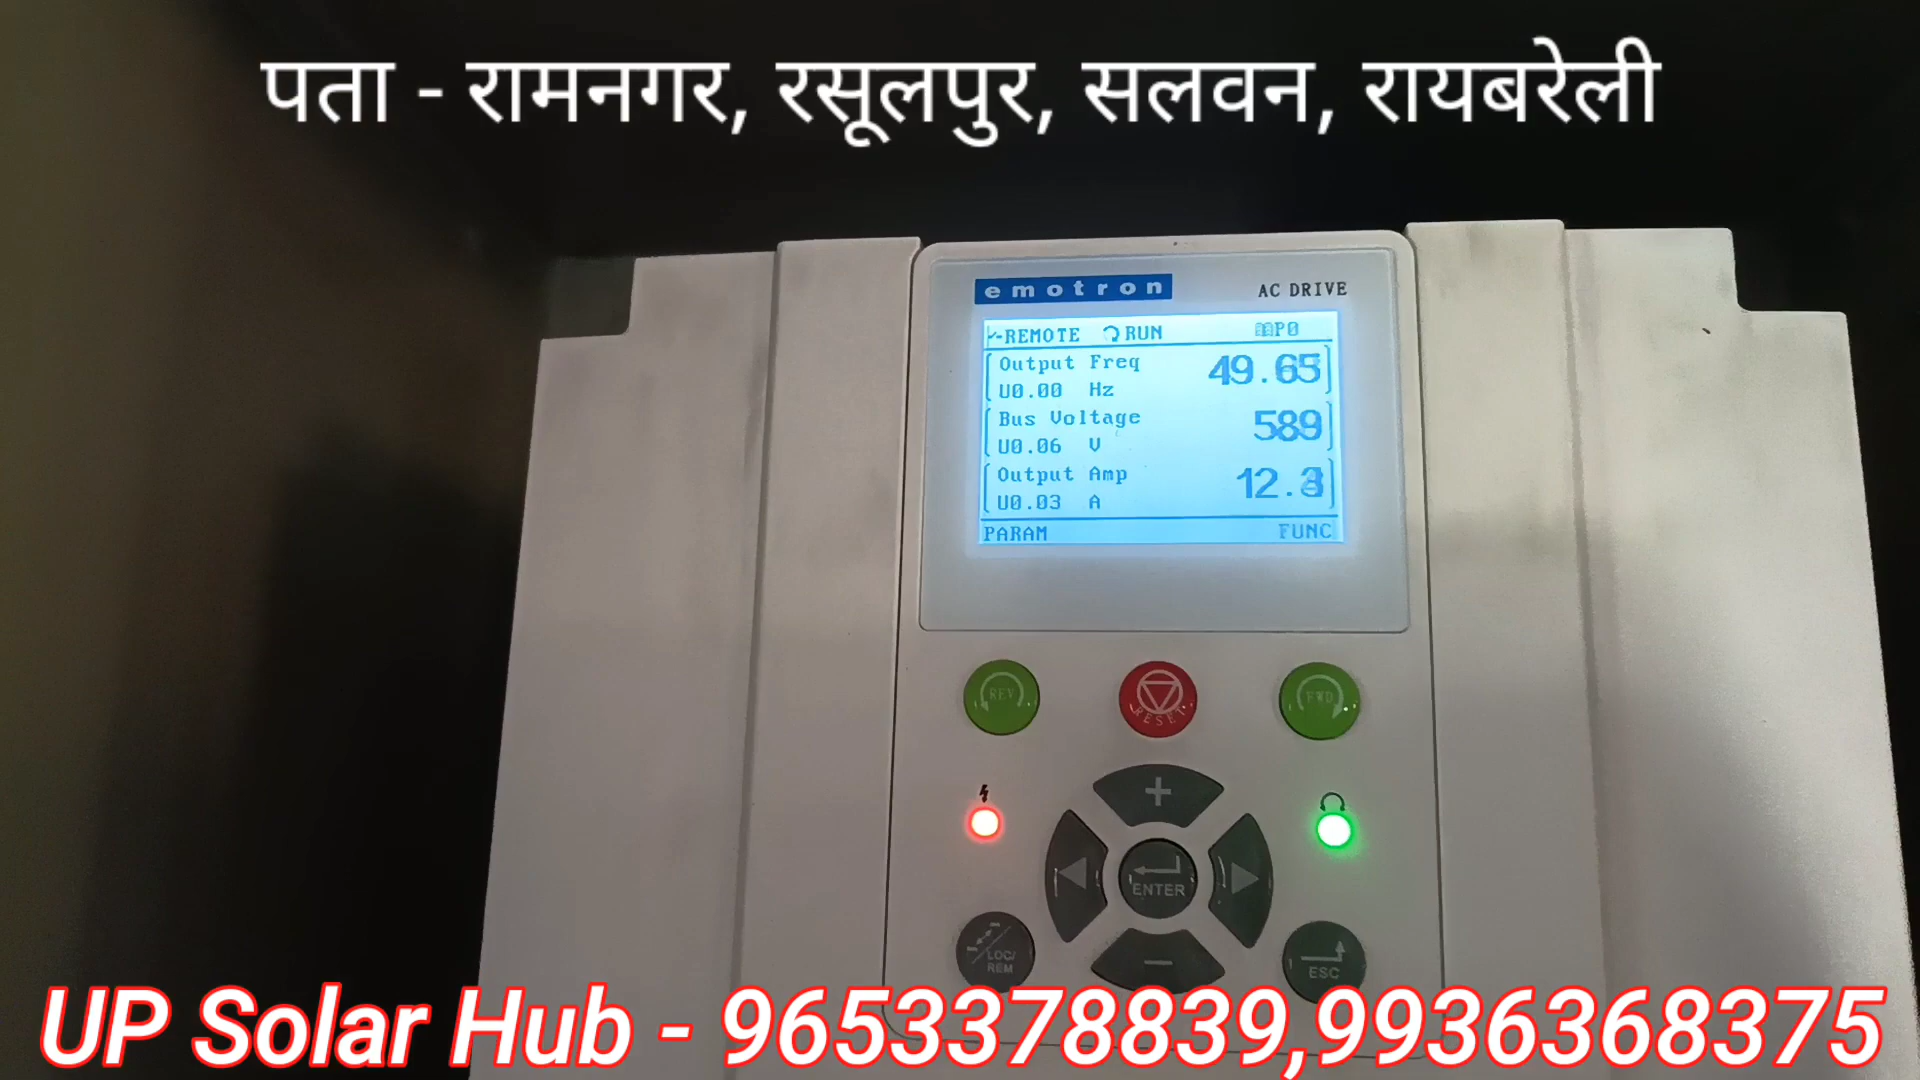 पता - रामनगर, रसूलपुर, सलवन, रायबरेली
emotron
AC DRIVE
REMOTE RUN P0
Output Freq 49.65
U0.00 Hz
Bus Voltage 589
U0.06 V
Output Amp 12.3
U0.03 A
PARAM FUNC
REV RESET FWD
+
ENTER
LOC/REM
-
ESC
UP Solar Hub - 9653378839,9936368375